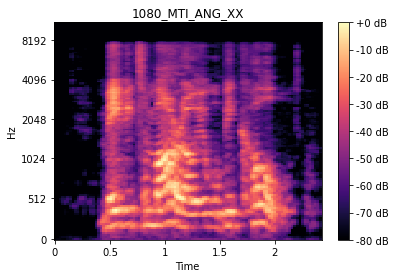 1080_MTI_ANG_XX
8192
4096
2048
1024
512
0
Hz
0
0.5
1
1.5
2
Time
+0 dB
-10 dB
-20 dB
-30 dB
-40 dB
-50 dB
-60 dB
-70 dB
-80 dB